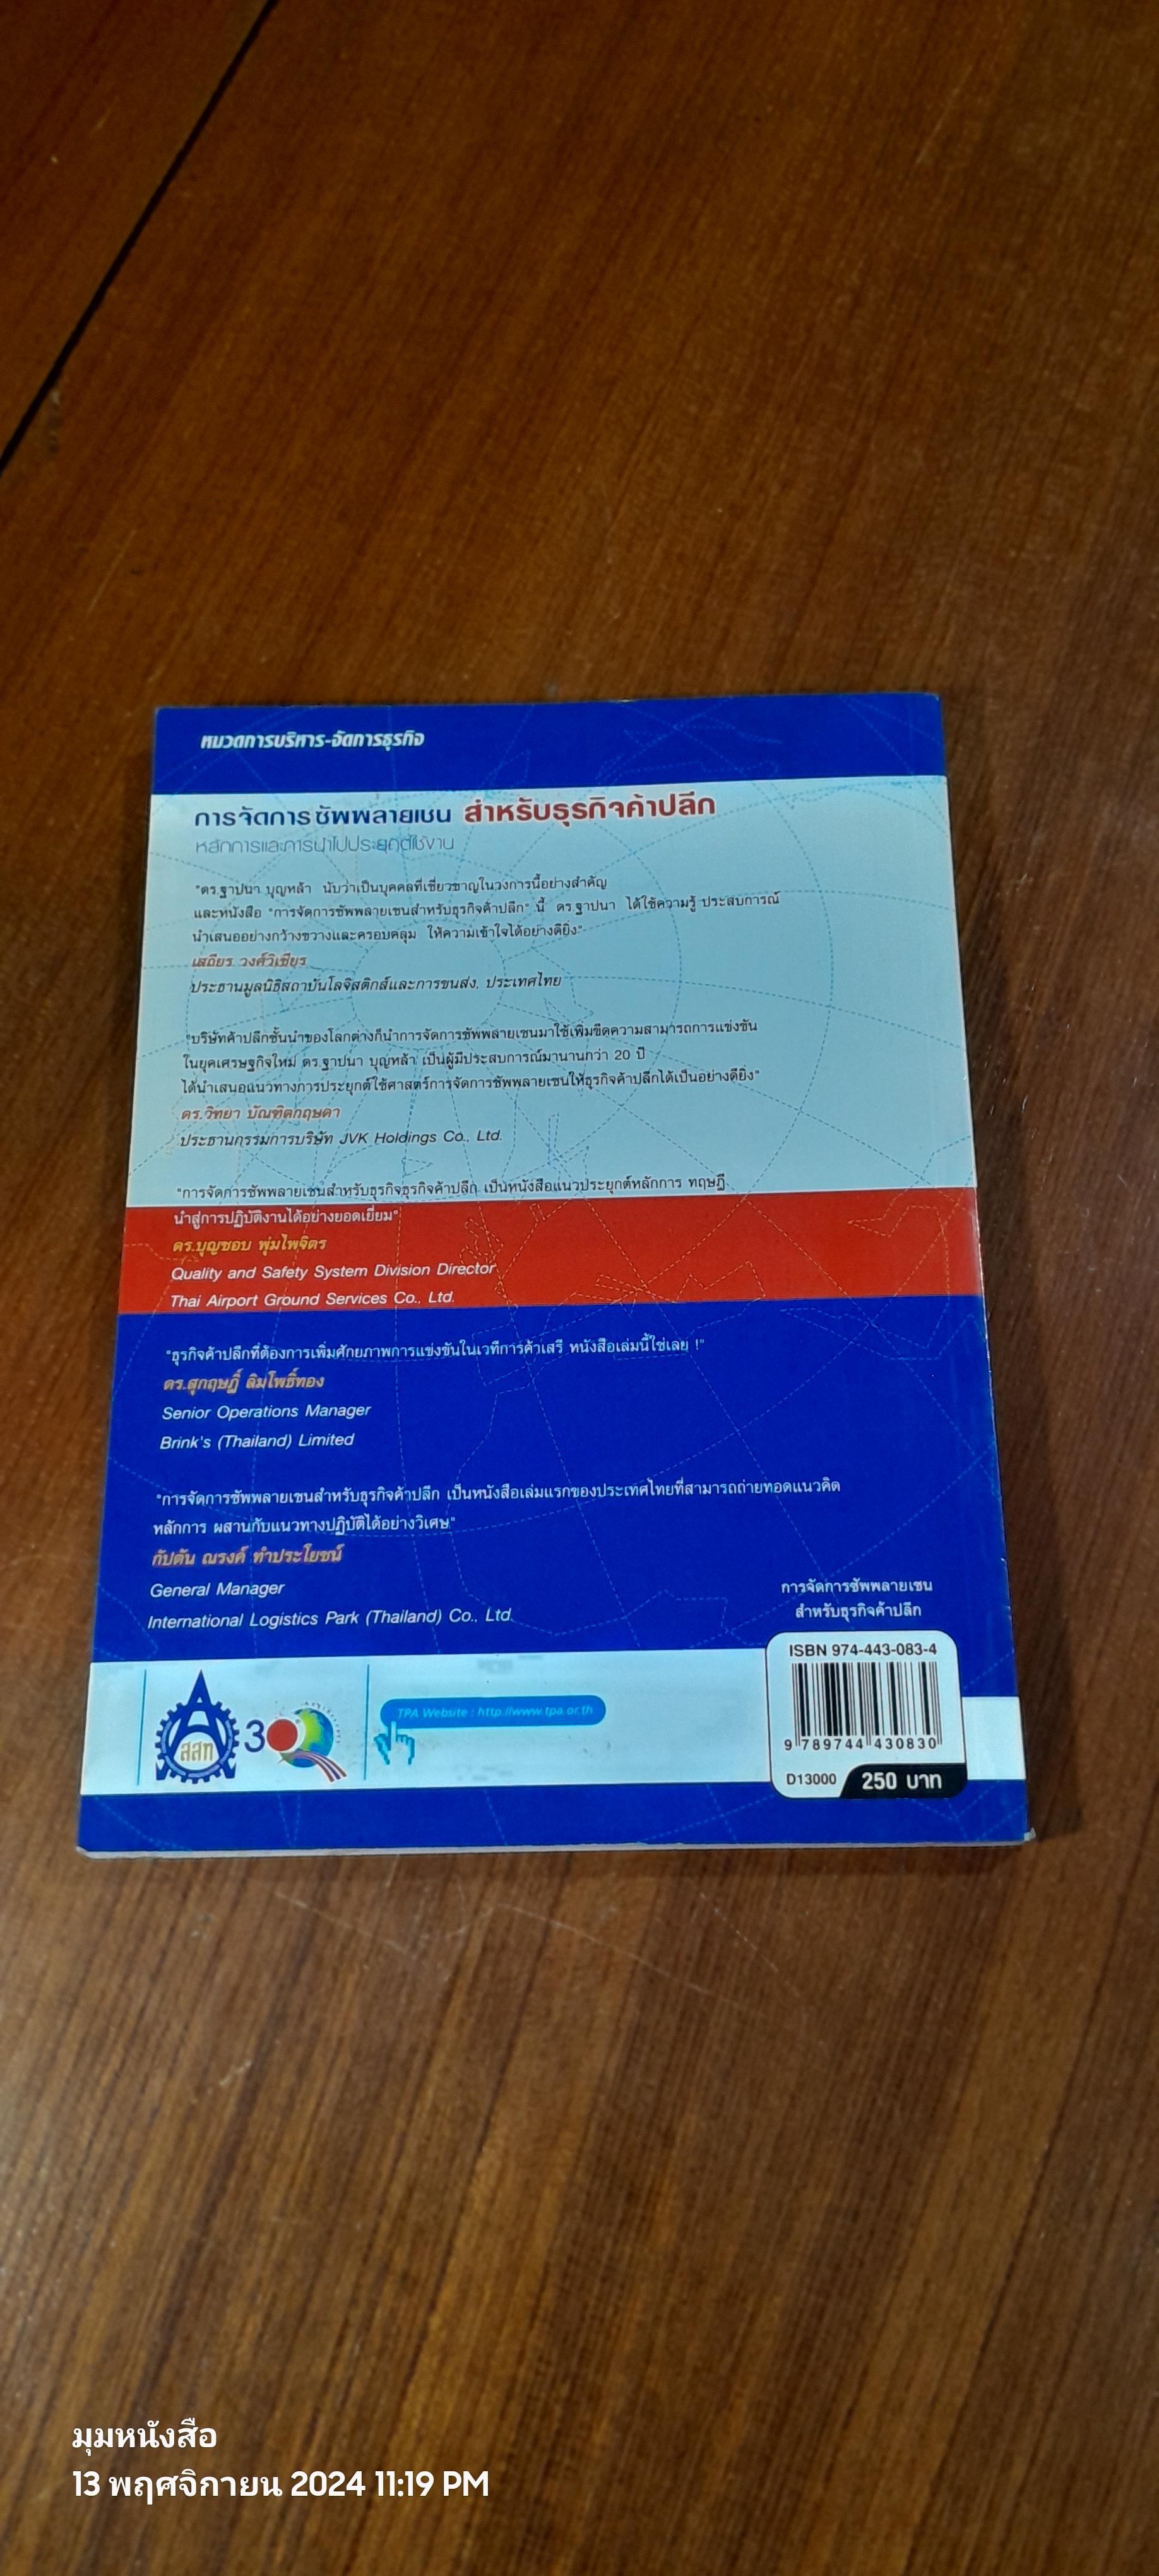 หมวดการบริหาร-จัดการธุรกิจ
การจัดการซัพพลายเชน สำหรับธุรกิจค้าปลีก
หลักการและการนำไปประยุกต์ใช้งาน
"ดร.ฐาปนา บุญหล้า นับว่าเป็นบุคคลที่เชี่ยวชาญในวงการนี้อย่างสำคัญ
และหนังสือ "การจัดการซัพพลายเชนสำหรับธุรกิจค้าปลีก" นี้ ดร.ฐาปนา ได้ใช้ความรู้ ประสบการณ์
นำเสนออย่างกว้างขวางและครอบคลุม ให้ความเข้าใจได้อย่างดียิ่ง"
เสถียร วงศ์วิเชียร
ประธานมูลนิธิสถาบันโลจิสติกส์และการขนส่ง, ประเทศไทย
"บริษัทค้าปลีกชั้นนำของโลกต่างก็นำการจัดการซัพพลายเชนมาใช้เพิ่มขีดความสามารถการแข่งขัน
ในยุคเศรษฐกิจใหม่ ดร.ฐาปนา บุญหล้า เป็นผู้มีประสบการณ์มานานกว่า 20 ปี
ได้นำเสนอแนวทางการประยุกต์ใช้ศาสตร์การจัดการซัพพลายเชนให้ธุรกิจค้าปลีกได้เป็นอย่างดียิ่ง"
ดร.วิทยา บัณฑิตกฤษดา
ประธานกรรมการบริษัท JVK Holdings Co., Ltd.
"การจัดการซัพพลายเชนสำหรับธุรกิจธุรกิจค้าปลีก เป็นหนังสือแนวประยุกต์หลักการ ทฤษฎี
นำสู่การปฏิบัติงานได้อย่างยอดเยี่ยม"
ดร.บุญชอบ พุ่มไพจิตร
Quality and Safety System Division Director
Thai Airport Ground Services Co., Ltd.
"ธุรกิจค้าปลีกที่ต้องการเพิ่มศักยภาพการแข่งขันในเวทีการค้าเสรี หนังสือเล่มนี้ใช่เลย !"
ดร.สุกฤษฏิ์ ลิมโพธิ์ทอง
Senior Operations Manager
Brink's (Thailand) Limited
"การจัดการซัพพลายเชนสำหรับธุรกิจค้าปลีก เป็นหนังสือเล่มแรกของประเทศไทยที่สามารถถ่ายทอดแนวคิด
หลักการ ผสานกับแนวทางปฏิบัติได้อย่างวิเศษ"
กัปตัน ณรงค์ ทำประโยชน์
General Manager
International Logistics Park (Thailand) Co., Ltd
การจัดการซัพพลายเชน
สำหรับธุรกิจค้าปลีก
ISBN 974-443-083-4
9 789744 430830
D13000 250 บาท
สสท 30
TPA Website : http://www.tpa.or.th
มุมหนังสือ
13 พฤศจิกายน 2024 11:19 PM